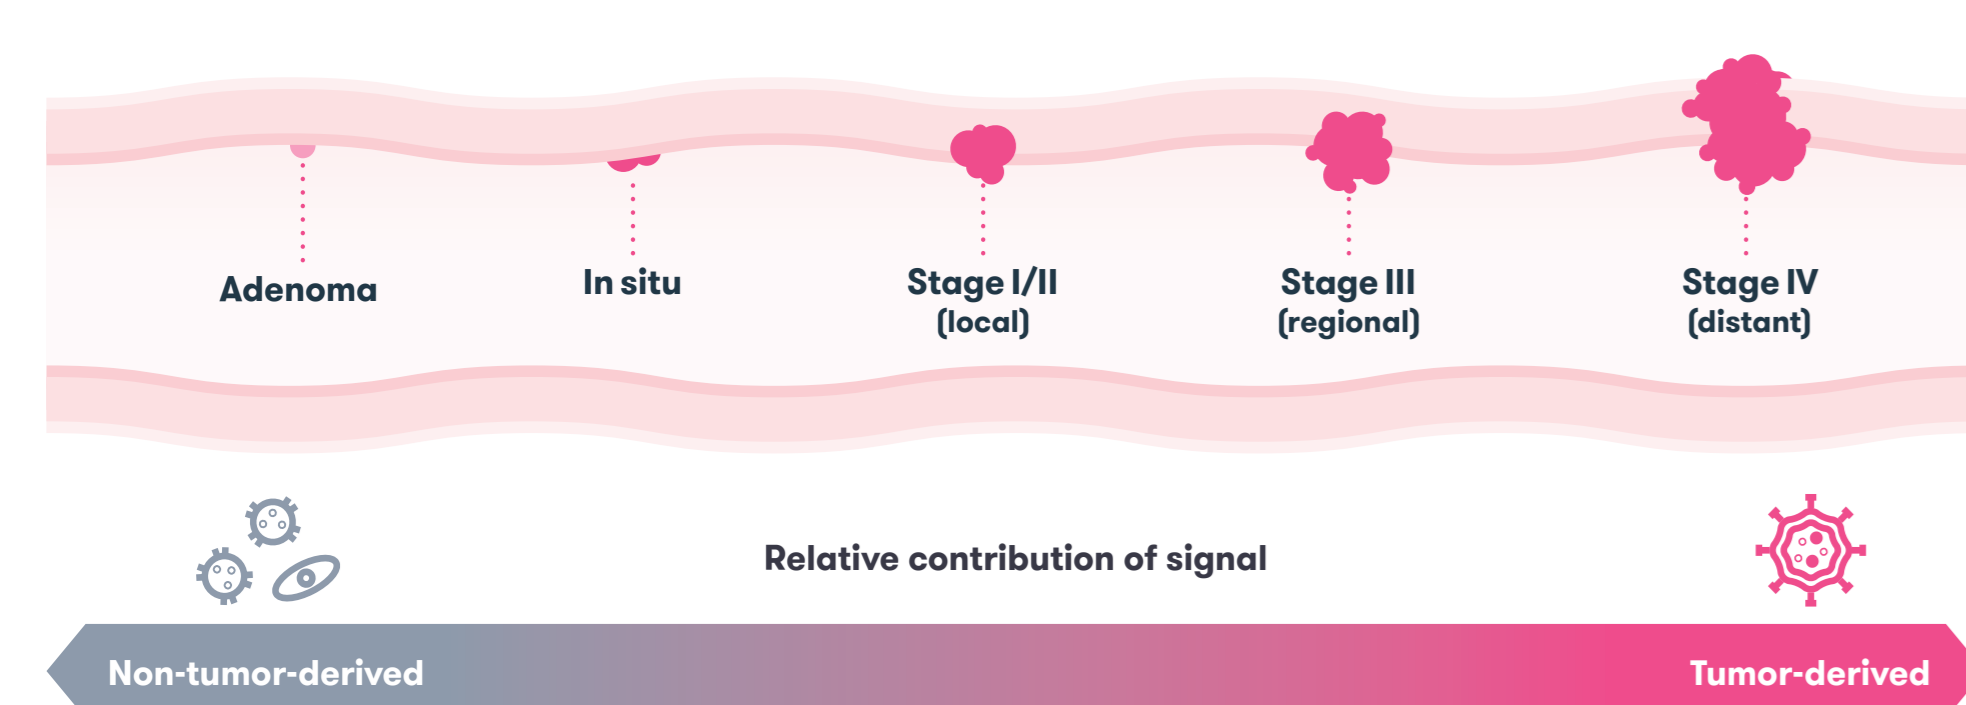 Adenoma
In situ
Stage I/II
(local)
Stage III
(regional)
Stage IV
(distant)
Relative contribution of signal
Non-tumor-derived
Tumor-derived